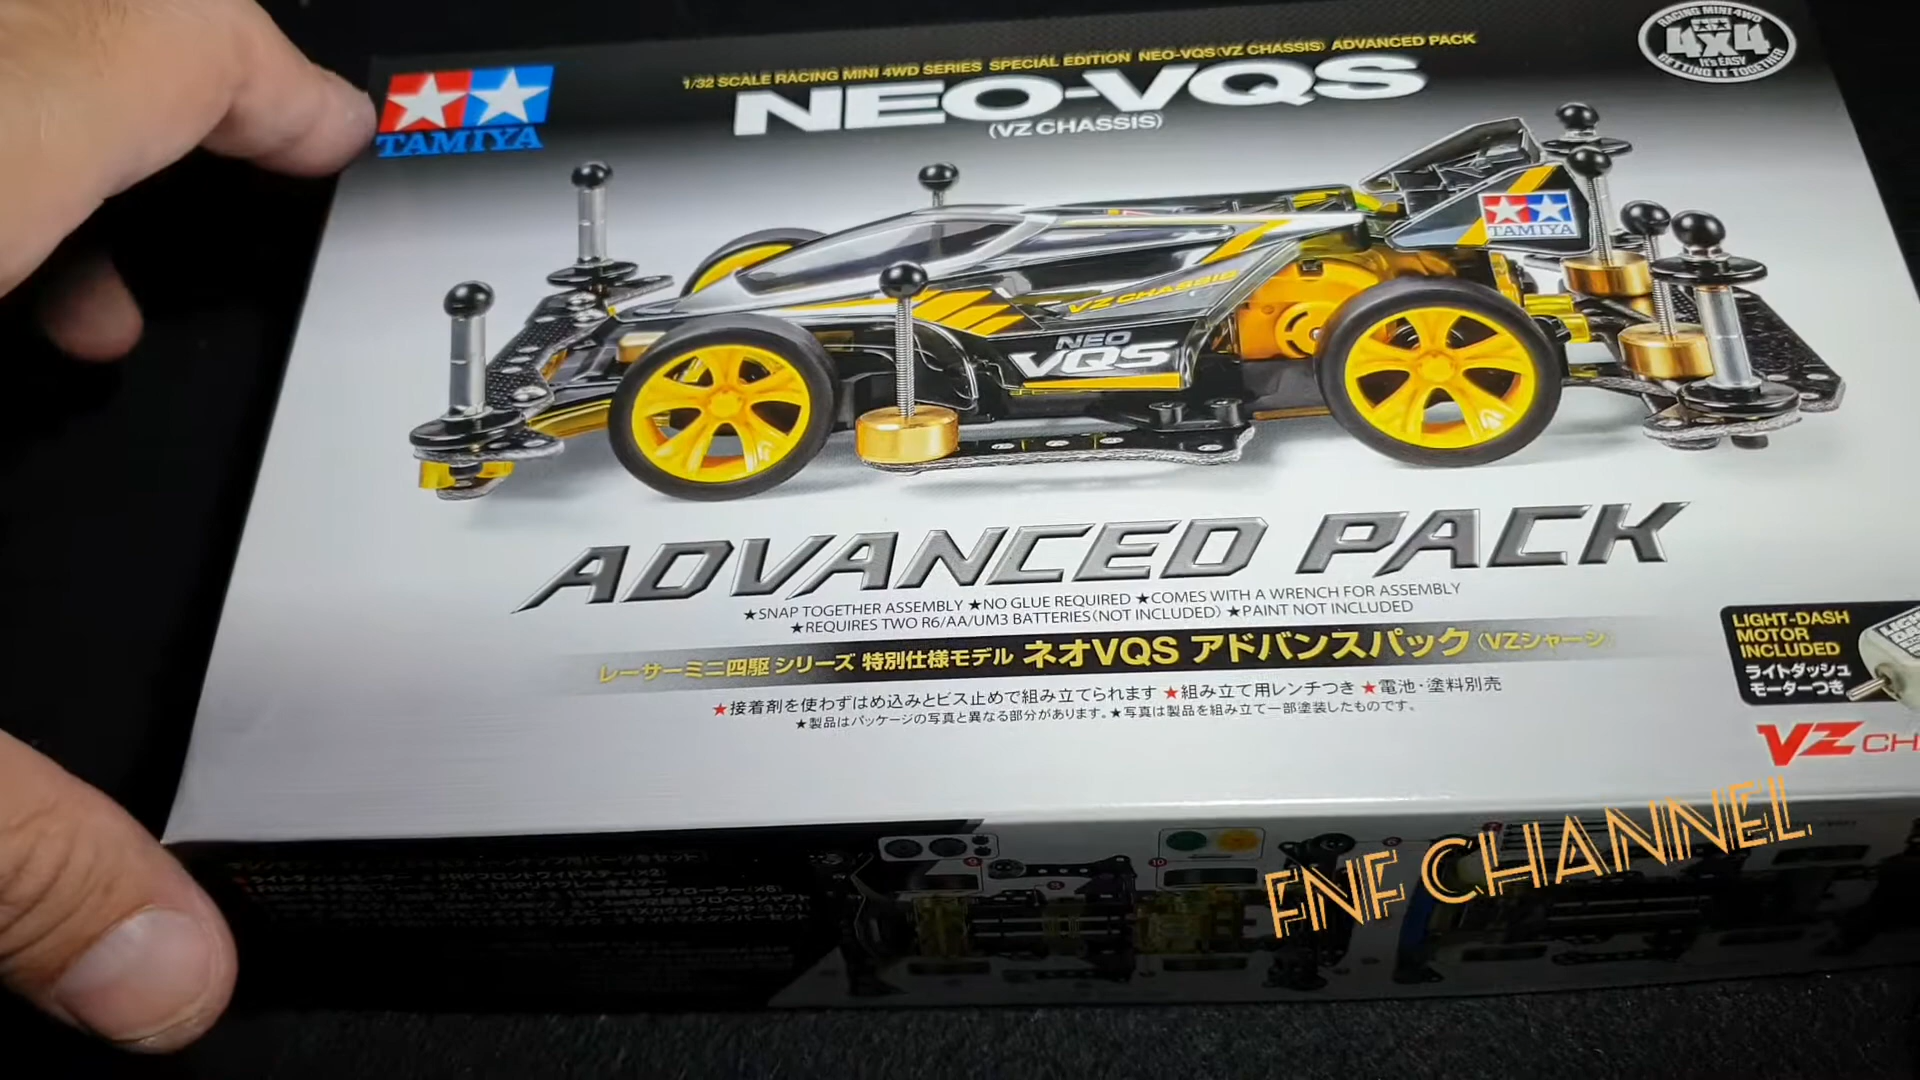 1/32 SCALE RACING MINI 4WD SERIES SPECIAL EDITION NEO-VQS (VZ CHASSIS) ADVANCED PACK
NEO-VQS
(VZ CHASSIS)
TAMIYA
RACING MINI 4WD
4X4
It's EASY
GETTING IT TOGETHER
TAMIYA
VZ CHASSIS
NEO
VQS
ADVANCED PACK
★SNAP TOGETHER ASSEMBLY ★NO GLUE REQUIRED ★COMES WITH A WRENCH FOR ASSEMBLY
★REQUIRES TWO R6/AA/UM3 BATTERIES (NOT INCLUDED) ★PAINT NOT INCLUDED
レーサーミニ四駆 シリーズ 特別仕様モデル ネオVQS アドバンスパック (VZシャーシ)
★接着剤を使わずはめ込みとビス止めで組み立てられます ★組み立て用レンチつき ★電池・塗料別売
★製品はパッケージの写真と異なる部分があります。★写真は製品を組み立て一部塗装したものです。
LIGHT-DASH
MOTOR
INCLUDED
ライトダッシュ
モーターつき
VZ CH
FNF CHANNEL